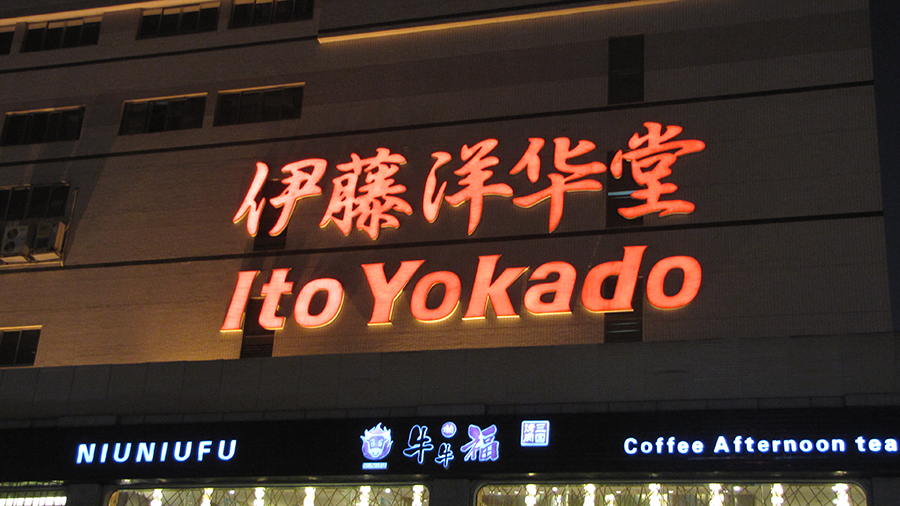 伊藤洋华堂
Ito Yokado
NIUNIUFU 牛牛福 Coffee Afternoon tea